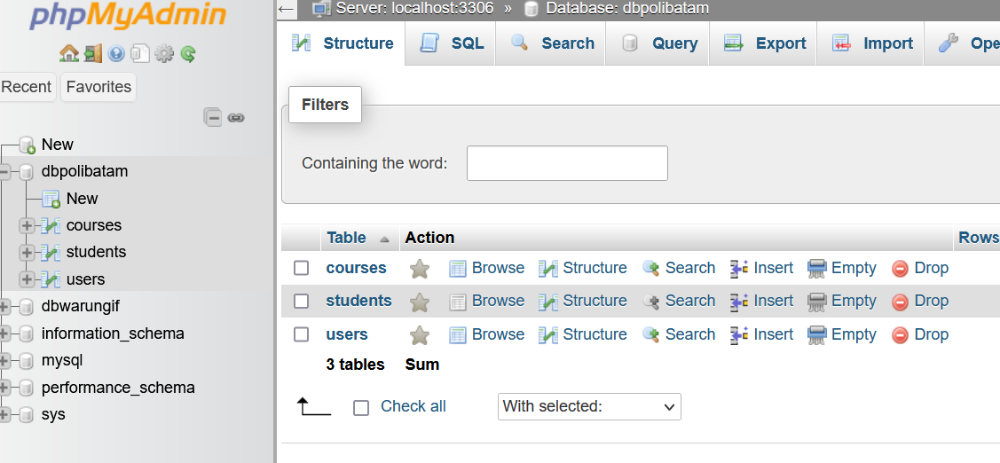 phpMyAdmin
Recent Favorites
New
dbpolibatam
New
courses
students
users
dbwarungif
information_schema
mysql
performance_schema
sys
Server: localhost:3306 » Database: dbpolibatam
Structure SQL Search Query Export Import Ope
Filters
Containing the word:
Table Action Rows
courses Browse Structure Search Insert Empty Drop
students Browse Structure Search Insert Empty Drop
users Browse Structure Search Insert Empty Drop
3 tables Sum
Check all With selected: